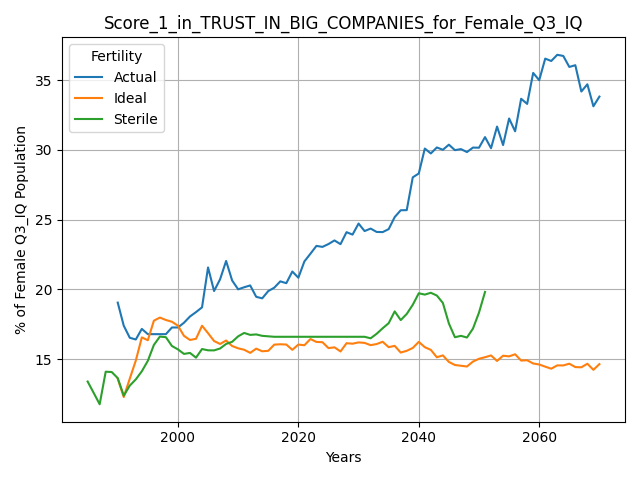 Score_1_in_TRUST_IN_BIG_COMPANIES_for_Female_Q3_IQ
Fertility
Actual
Ideal
Sterile
% of Female Q3_IQ Population
35
30
25
20
15
2000
2020
2040
2060
Years